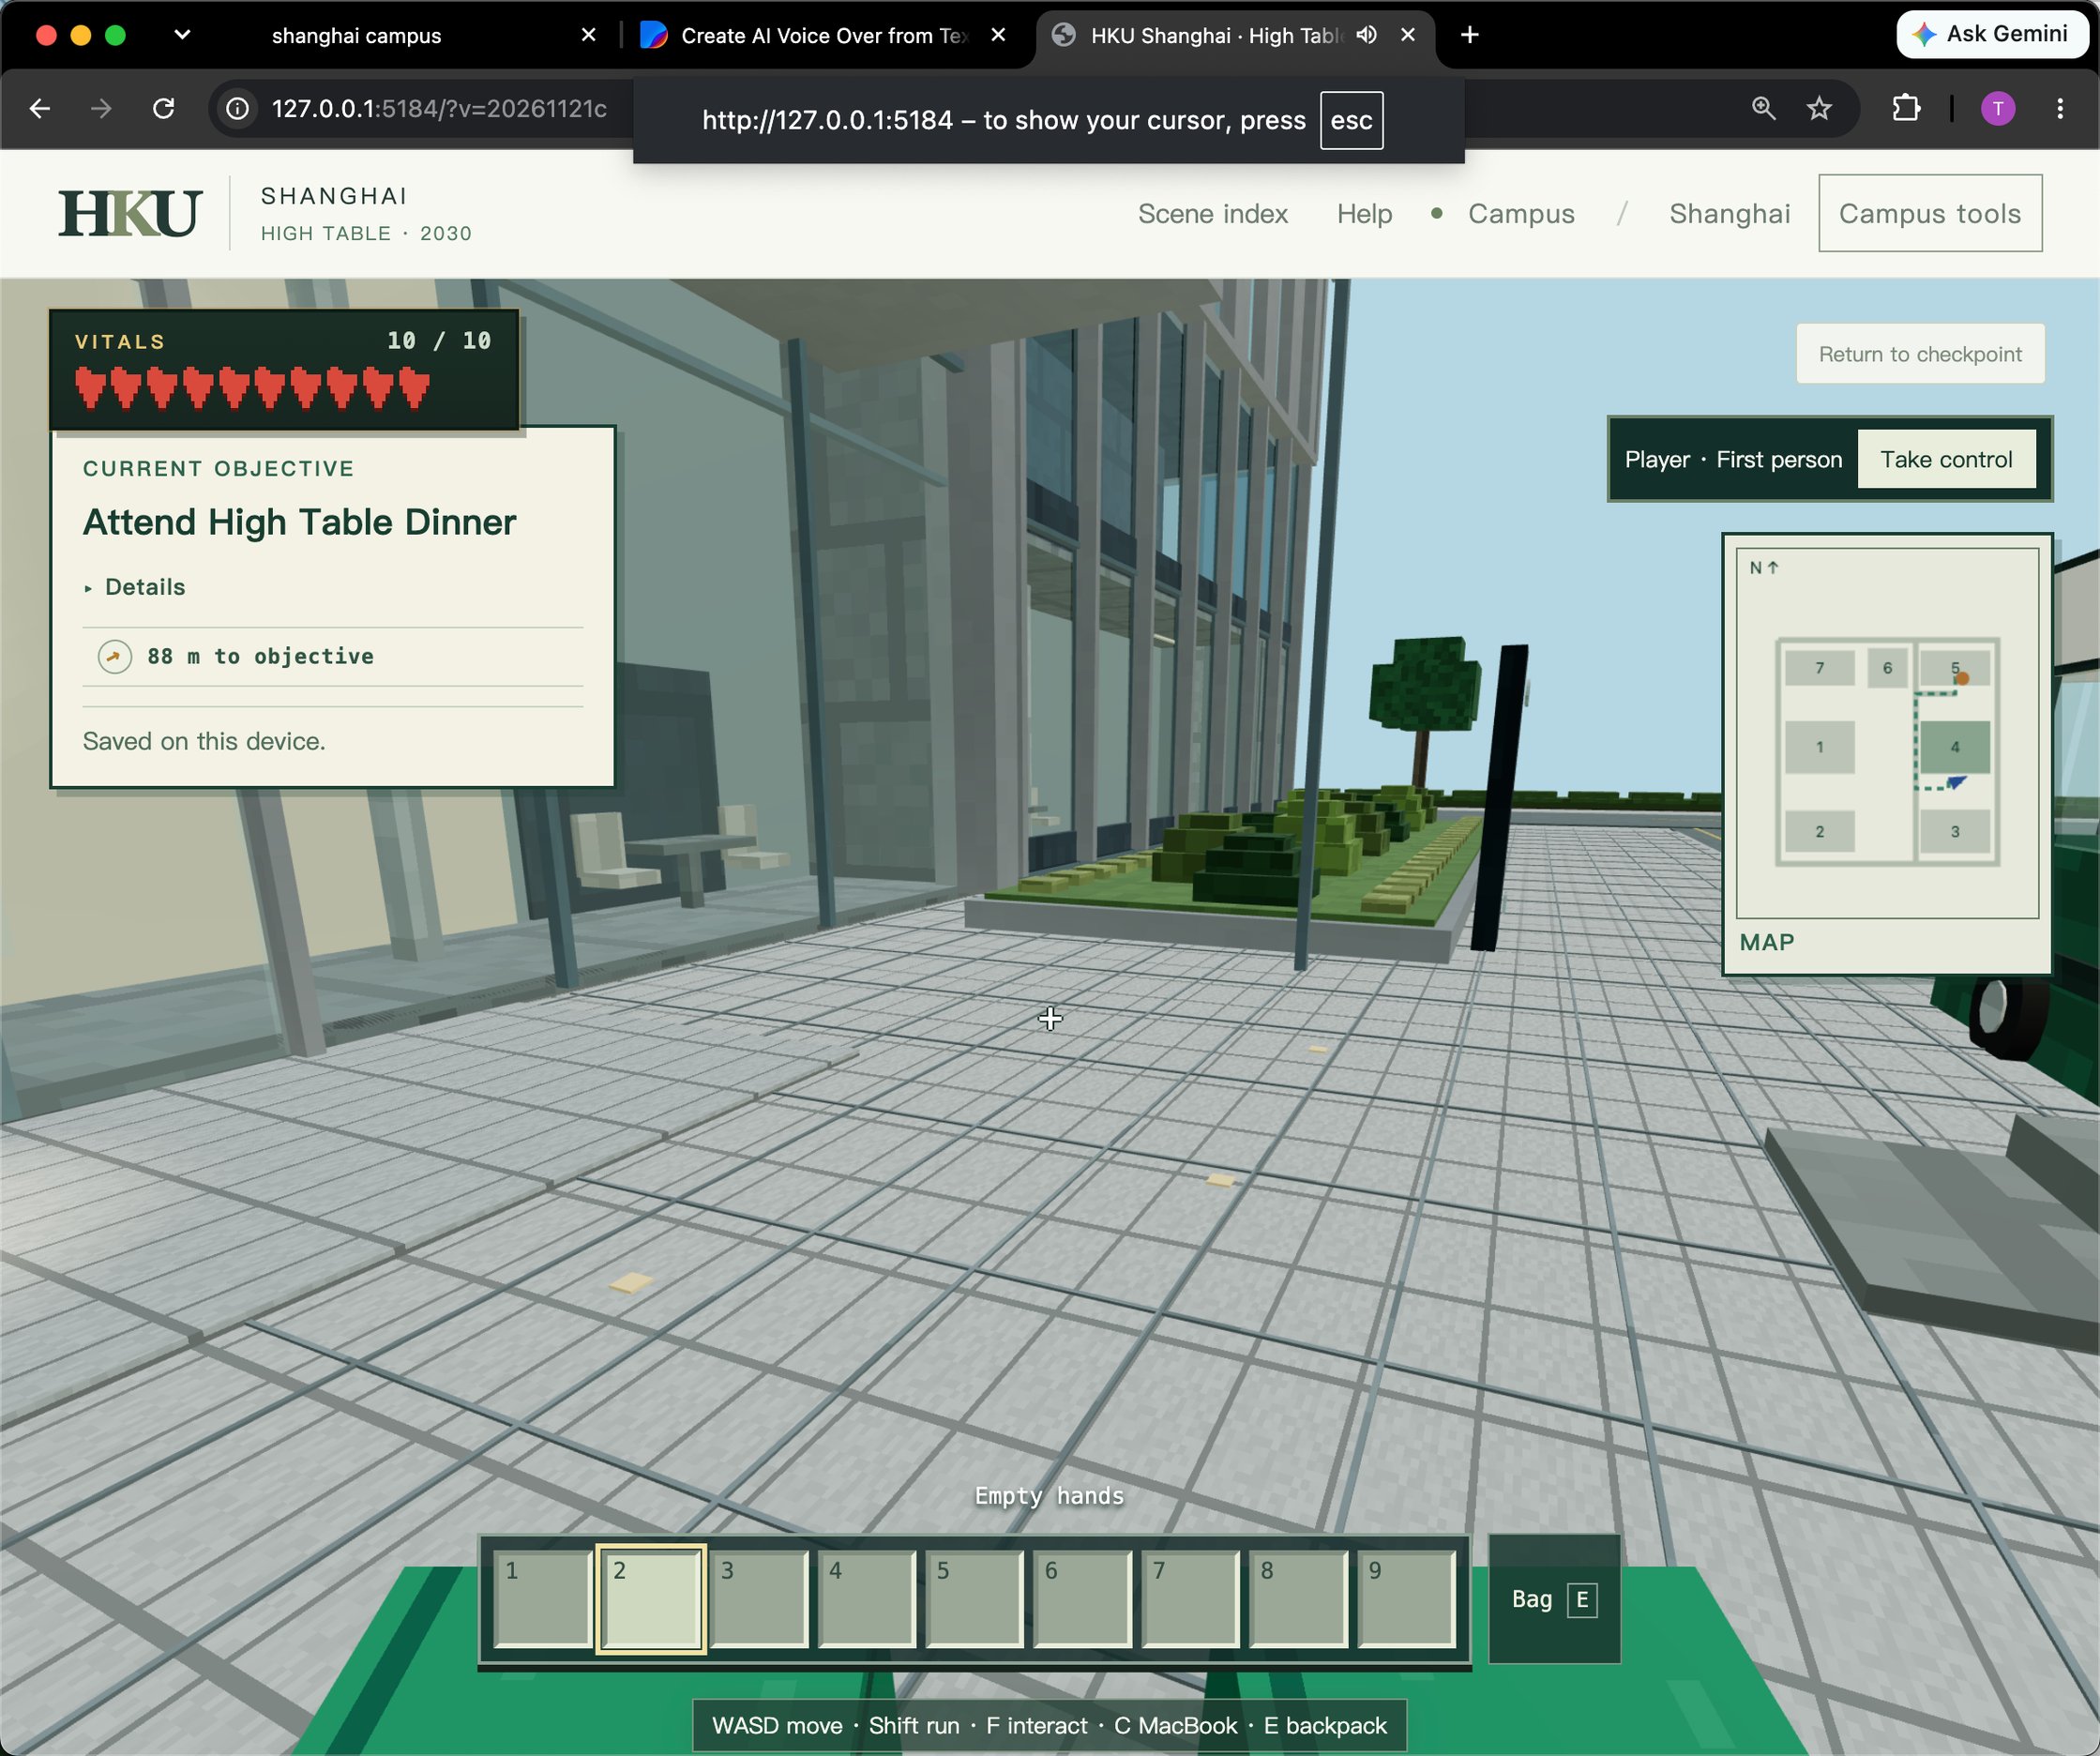 shanghai campus
Create AI Voice Over from Tex
HKU Shanghai · High Tabl
Ask Gemini
127.0.0.1:5184/?v=20261121c
http://127.0.0.1:5184 – to show your cursor, press esc
T
HKU
SHANGHAI
HIGH TABLE · 2030
Scene index
Help
Campus / Shanghai
Campus tools
VITALS 10 / 10
Return to checkpoint
CURRENT OBJECTIVE
Attend High Table Dinner
Details
88 m to objective
Saved on this device.
Player · First person
Take control
N ↑
7 6 5
1 4
2 3
MAP
Empty hands
1 2 3 4 5 6 7 8 9
Bag E
WASD move · Shift run · F interact · C MacBook · E backpack